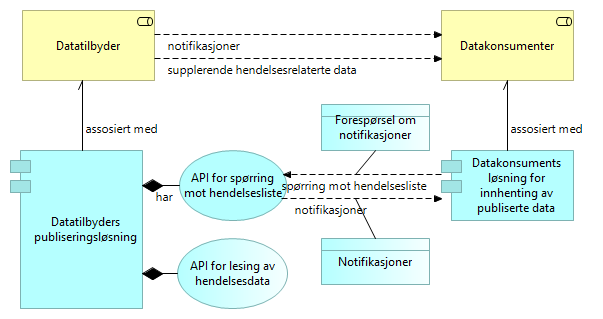 Datatilbyder
Datakonsumenter
notifikasjoner
supplerende hendelsesrelaterte data
assosiert med
assosiert med
Forespørsel om
notifikasjoner
API for spørring
mot hendelsesliste
spørring mot hendelsesliste
Datakonsuments
løsning for
innhenting av
publiserte data
har
notifikasjoner
Datatilbyders
publiseringsløsning
API for lesing av
hendelsesdata
Notifikasjoner